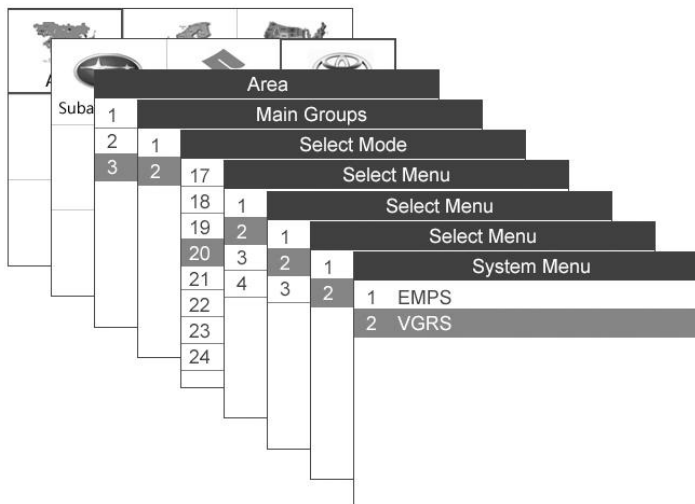 A
Suba
Area
1
Main Groups
2
1
Select Mode
3
2
17
Select Menu
18
1
Select Menu
19
2
1
Select Menu
20
3
2
1
System Menu
21
4
3
2
1 EMPS
22
2 VGRS
23
24